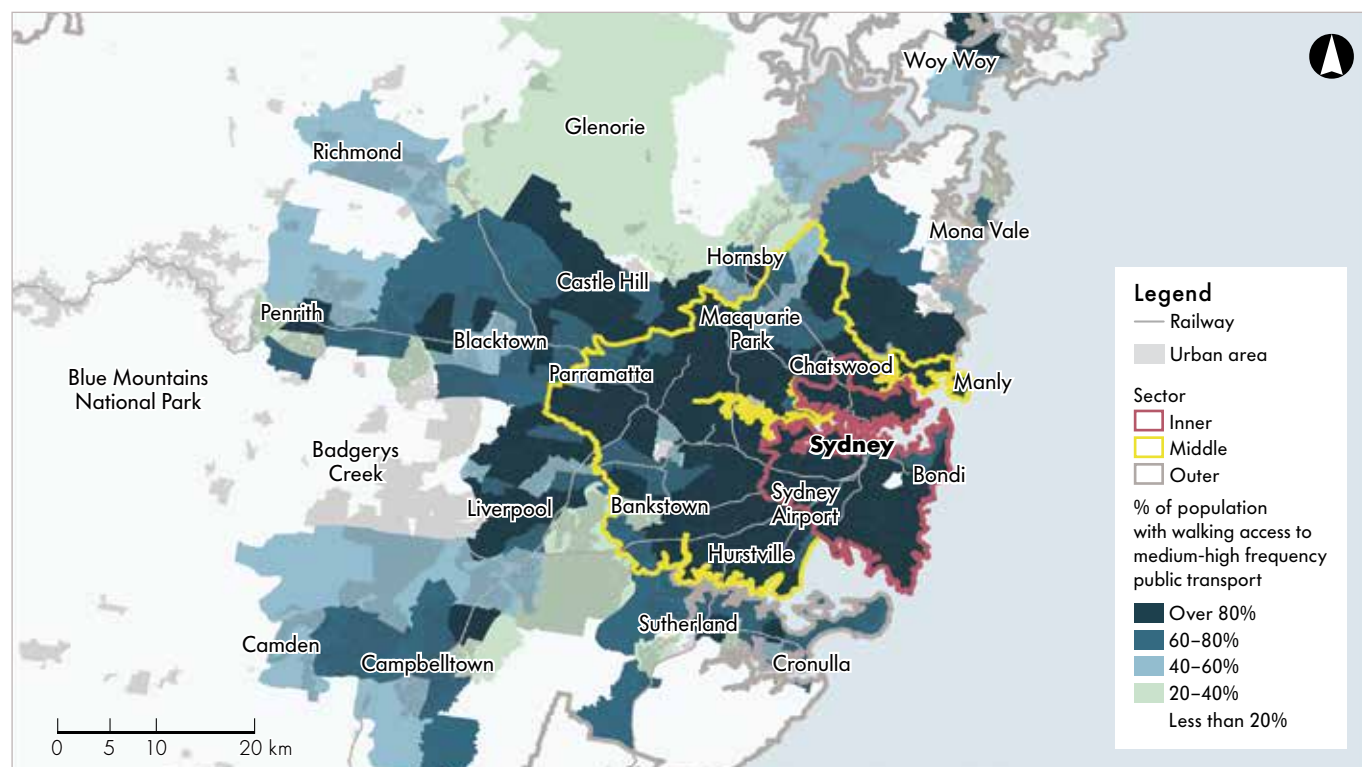 Woy Woy
Glenorie
Richmond
Mona Vale
Hornsby
Castle Hill
Penrith
Macquarie
Park
Blacktown
Chatswood
Parramatta
Blue Mountains
National Park
Manly
Sydney
Badgerys
Creek
Bondi
Liverpool
Bankstown
Sydney
Airport
Hurstville
Sutherland
Camden
Campbelltown
Cronulla
0 5 10 20 km
Legend
Railway
Urban area
Sector
Inner
Middle
Outer
% of population
with walking access to
medium-high frequency
public transport
Over 80%
60–80%
40–60%
20–40%
Less than 20%